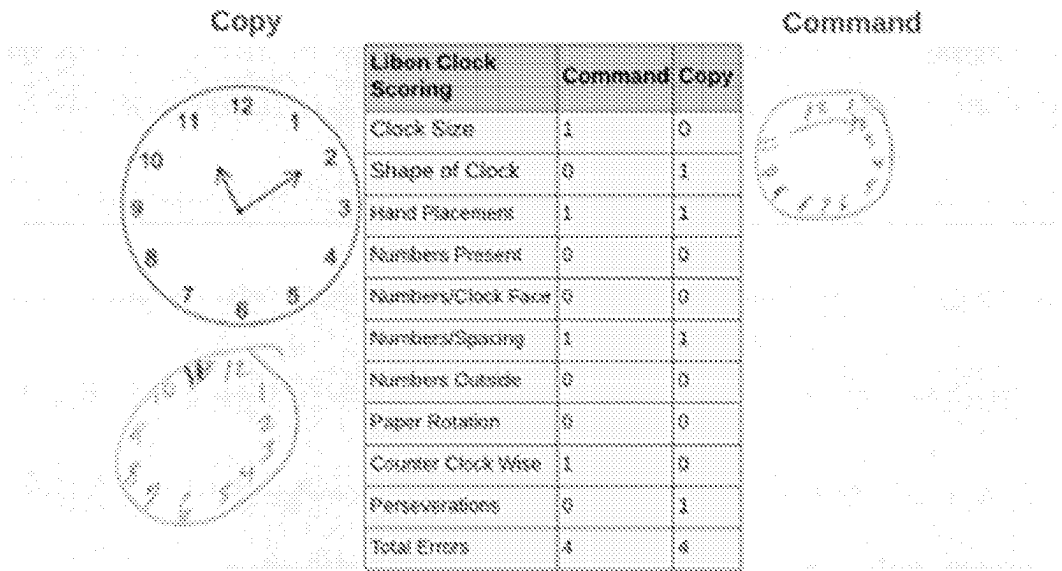 Copy
Command
12
11 1
10 2
9 3
8 4
7 5
6
Libon Clock Scoring Command Copy
Clock Size 1 0
Shape of Clock 0 1
Hand Placement 1 1
Numbers Present 0 0
Numbers/Clock Face 0 0
Numbers/Spacing 1 1
Numbers Outside 0 0
Paper Rotation 0 0
Counter Clock Wise 1 0
Perseverations 0 1
Total Errors 4 4